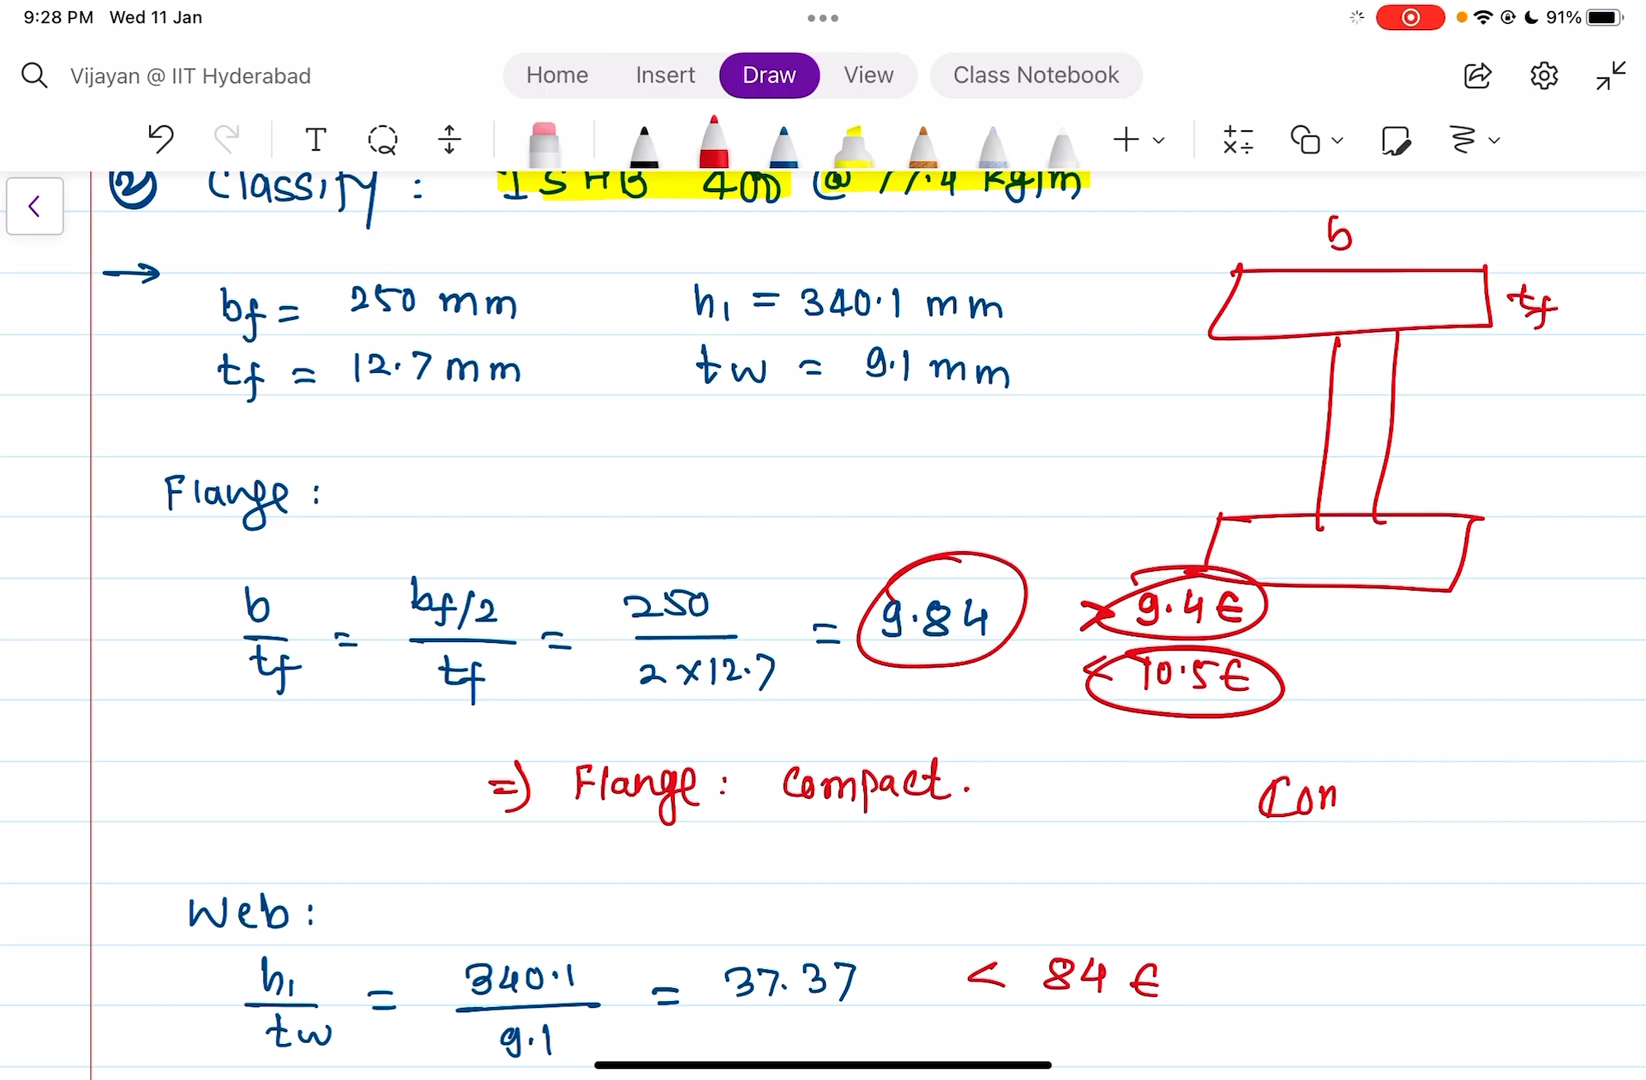 9:28 PM Wed 11 Jan
91%
Vijayan @ IIT Hyderabad
Home Insert Draw View Class Notebook
T
② Classify : ISHB 400 @ 77.4 kg/m
b
→
bf = 250 mm h₁ = 340.1 mm
tf
tf = 12.7 mm tw = 9.1 mm
Flange :
b/tf = (bf/2)/tf = 250/(2×12.7) = 9.84 > 9.4 ε
< 10.5 ε
=) Flange : Compact. Com
Web :
h₁/tw = 340.1/9.1 = 37.37 < 84 ε